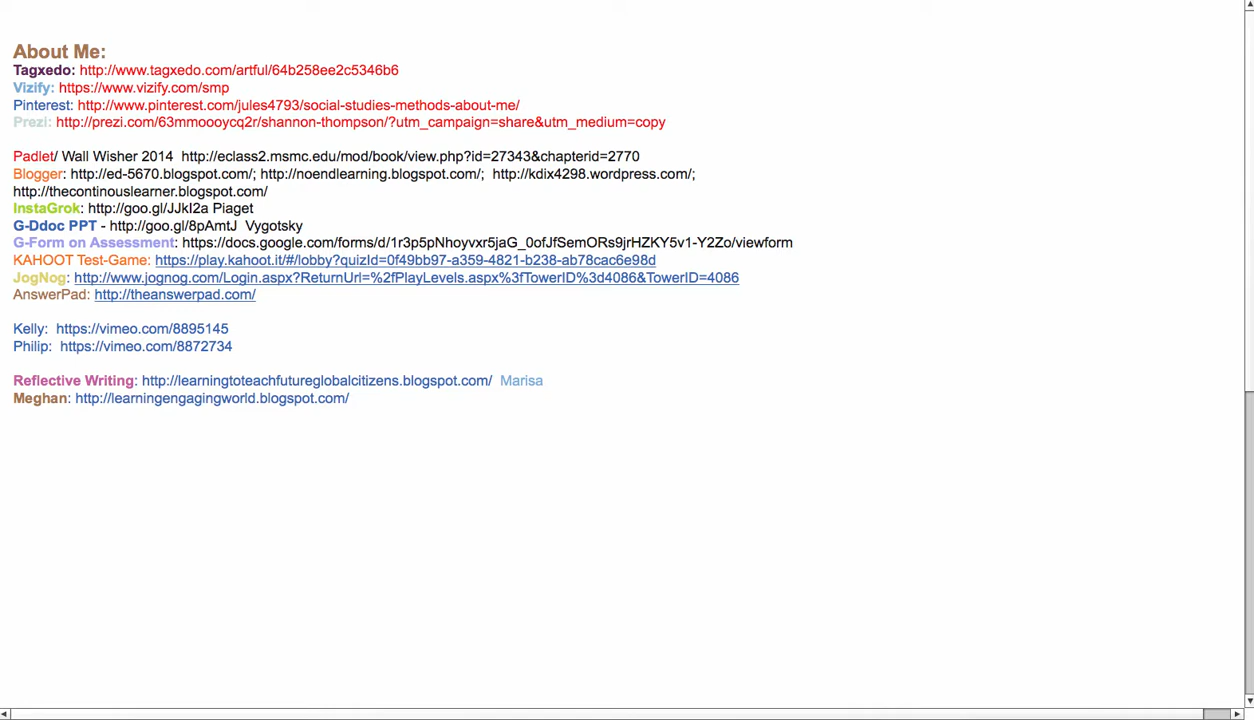 About Me:
Tagxedo: http://www.tagxedo.com/artful/64b258ee2c5346b6
Vizify: https://www.vizify.com/smp
Pinterest: http://www.pinterest.com/jules4793/social-studies-methods-about-me/
Prezi: http://prezi.com/63mmoooycq2r/shannon-thompson/?utm_campaign=share&utm_medium=copy
Padlet/ Wall Wisher 2014  http://eclass2.msmc.edu/mod/book/view.php?id=27343&chapterid=2770
Blogger: http://ed-5670.blogspot.com/; http://noendlearning.blogspot.com/;  http://kdix4298.wordpress.com/;
http://thecontinouslearner.blogspot.com/
InstaGrok: http://goo.gl/JJkI2a Piaget
G-Ddoc PPT - http://goo.gl/8pAmtJ  Vygotsky
G-Form on Assessment: https://docs.google.com/forms/d/1r3p5pNhoyvxr5jaG_0ofJfSemORs9jrHZKY5v1-Y2Zo/viewform
KAHOOT Test-Game: https://play.kahoot.it/#/lobby?quizId=0f49bb97-a359-4821-b238-ab78cac6e98d
JogNog: http://www.jognog.com/Login.aspx?ReturnUrl=%2fPlayLevels.aspx%3fTowerID%3d4086&TowerID=4086
AnswerPad: http://theanswerpad.com/
Kelly:  https://vimeo.com/8895145
Philip:  https://vimeo.com/8872734
Reflective Writing: http://learningtoteachfutureglobalcitizens.blogspot.com/  Marisa
Meghan: http://learningengagingworld.blogspot.com/